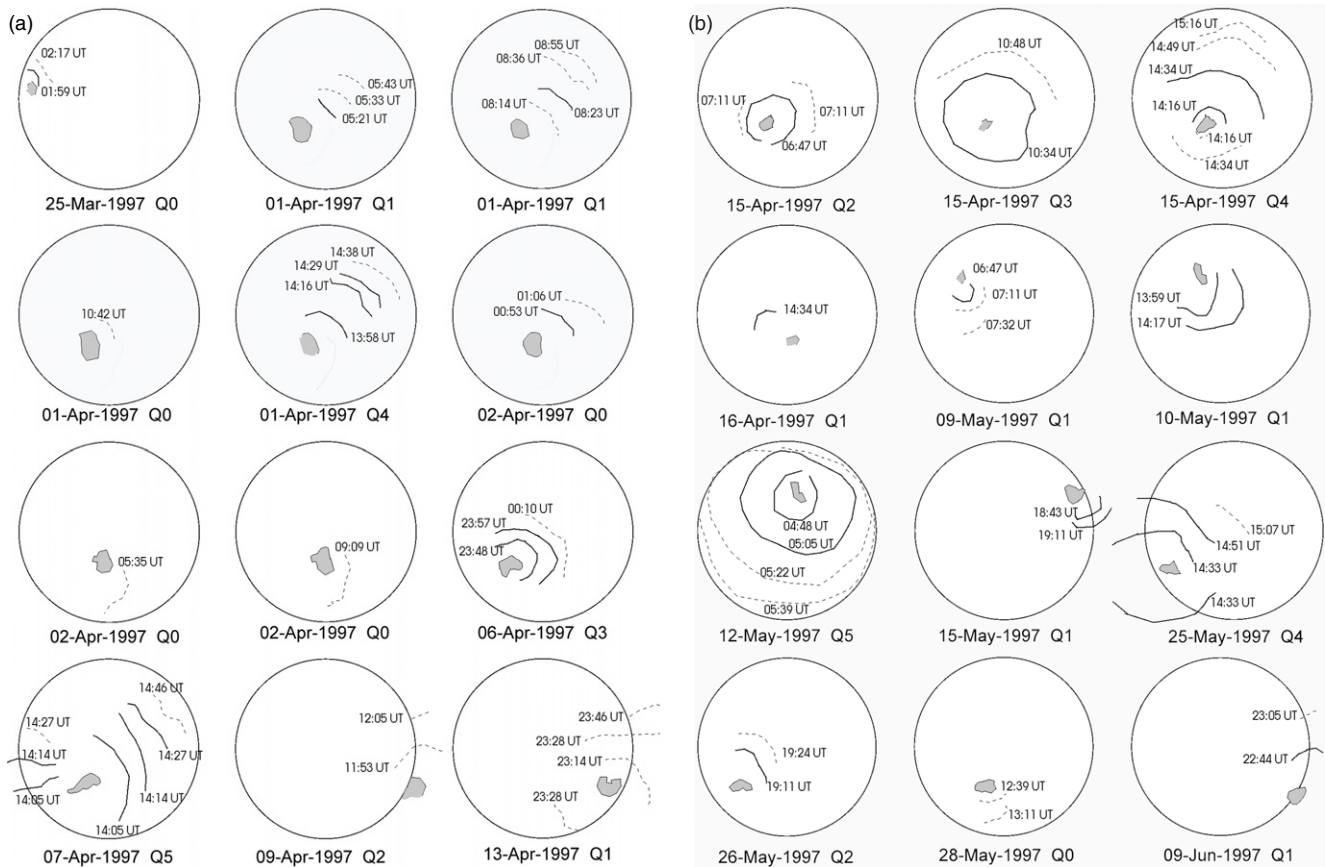 (a)
02:17 UT
01:59 UT
25-Mar-1997 Q0
05:43 UT
05:33 UT
05:21 UT
01-Apr-1997 Q1
08:55 UT
08:36 UT
08:14 UT
08:23 UT
01-Apr-1997 Q1
10:42 UT
01-Apr-1997 Q0
14:38 UT
14:29 UT
14:16 UT
13:58 UT
01-Apr-1997 Q4
01:06 UT
00:53 UT
02-Apr-1997 Q0
05:35 UT
02-Apr-1997 Q0
09:09 UT
02-Apr-1997 Q0
00:10 UT
23:57 UT
23:48 UT
06-Apr-1997 Q3
14:46 UT
14:27 UT
14:14 UT
14:27 UT
14:05 UT
14:14 UT
14:05 UT
07-Apr-1997 Q5
12:05 UT
11:53 UT
09-Apr-1997 Q2
23:46 UT
23:28 UT
23:14 UT
23:28 UT
13-Apr-1997 Q1
(b)
07:11 UT
07:11 UT
06:47 UT
15-Apr-1997 Q2
10:48 UT
10:34 UT
15-Apr-1997 Q3
15:16 UT
14:49 UT
14:34 UT
14:16 UT
14:16 UT
14:34 UT
15-Apr-1997 Q4
14:34 UT
16-Apr-1997 Q1
06:47 UT
07:11 UT
07:32 UT
09-May-1997 Q1
13:59 UT
14:17 UT
10-May-1997 Q1
04:48 UT
05:05 UT
05:22 UT
05:39 UT
12-May-1997 Q5
18:43 UT
19:11 UT
15-May-1997 Q1
15:07 UT
14:51 UT
14:33 UT
14:33 UT
25-May-1997 Q4
19:24 UT
19:11 UT
26-May-1997 Q2
12:39 UT
13:11 UT
28-May-1997 Q0
23:05 UT
22:44 UT
09-Jun-1997 Q1